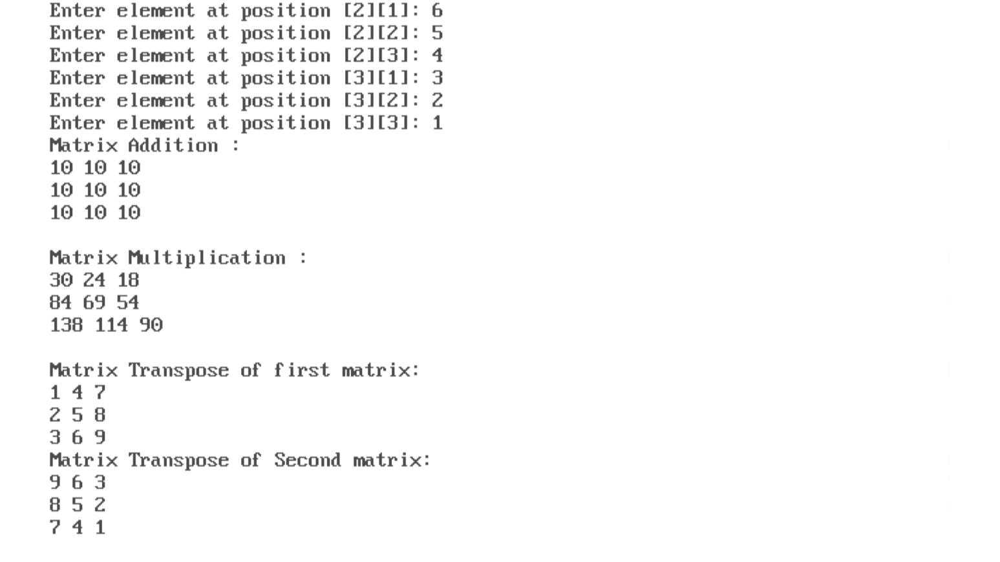 Enter element at position [2][1]: 6
Enter element at position [2][2]: 5
Enter element at position [2][3]: 4
Enter element at position [3][1]: 3
Enter element at position [3][2]: 2
Enter element at position [3][3]: 1
Matrix Addition :
10 10 10
10 10 10
10 10 10
Matrix Multiplication :
30 24 18
84 69 54
138 114 90
Matrix Transpose of first matrix:
1 4 7
2 5 8
3 6 9
Matrix Transpose of Second matrix:
9 6 3
8 5 2
7 4 1